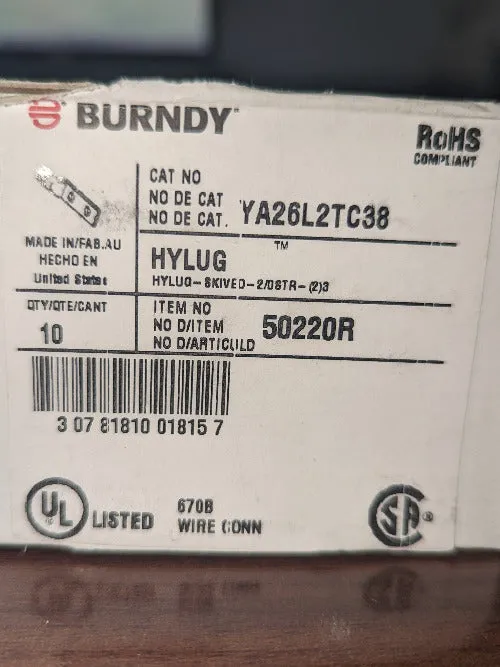 BURNDY
RoHS
COMPLIANT
CAT NO
NO DE CAT
NO DE CAT. YA26L2TC38
MADE IN/FAB.AU
HECHO EN
United States
HYLUG™
HYLUG-SKIVED-2/0STR-(2)3
QTY/QTE/CANT
10
ITEM NO
NO D/ITEM 50220R
NO D/ARTICULD
3 07 81810 01815 7
UL LISTED
670B
WIRE CONN
SA